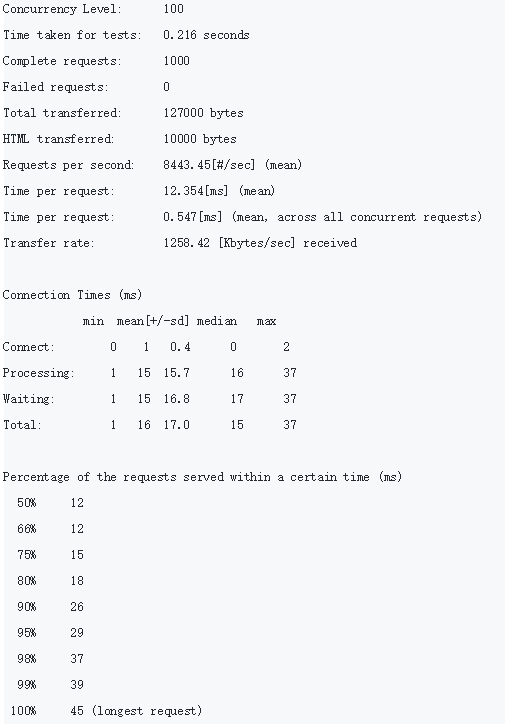 Concurrency Level: 100
Time taken for tests: 0.216 seconds
Complete requests: 1000
Failed requests: 0
Total transferred: 127000 bytes
HTML transferred: 10000 bytes
Requests per second: 8443.45[#/sec] (mean)
Time per request: 12.354[ms] (mean)
Time per request: 0.547[ms] (mean, across all concurrent requests)
Transfer rate: 1258.42 [Kbytes/sec] received
Connection Times (ms)
min mean[+/-sd] median max
Connect: 0 1 0.4 0 2
Processing: 1 15 15.7 16 37
Waiting: 1 15 16.8 17 37
Total: 1 16 17.0 15 37
Percentage of the requests served within a certain time (ms)
50% 12
66% 12
75% 15
80% 18
90% 26
95% 29
98% 37
99% 39
100% 45 (longest request)